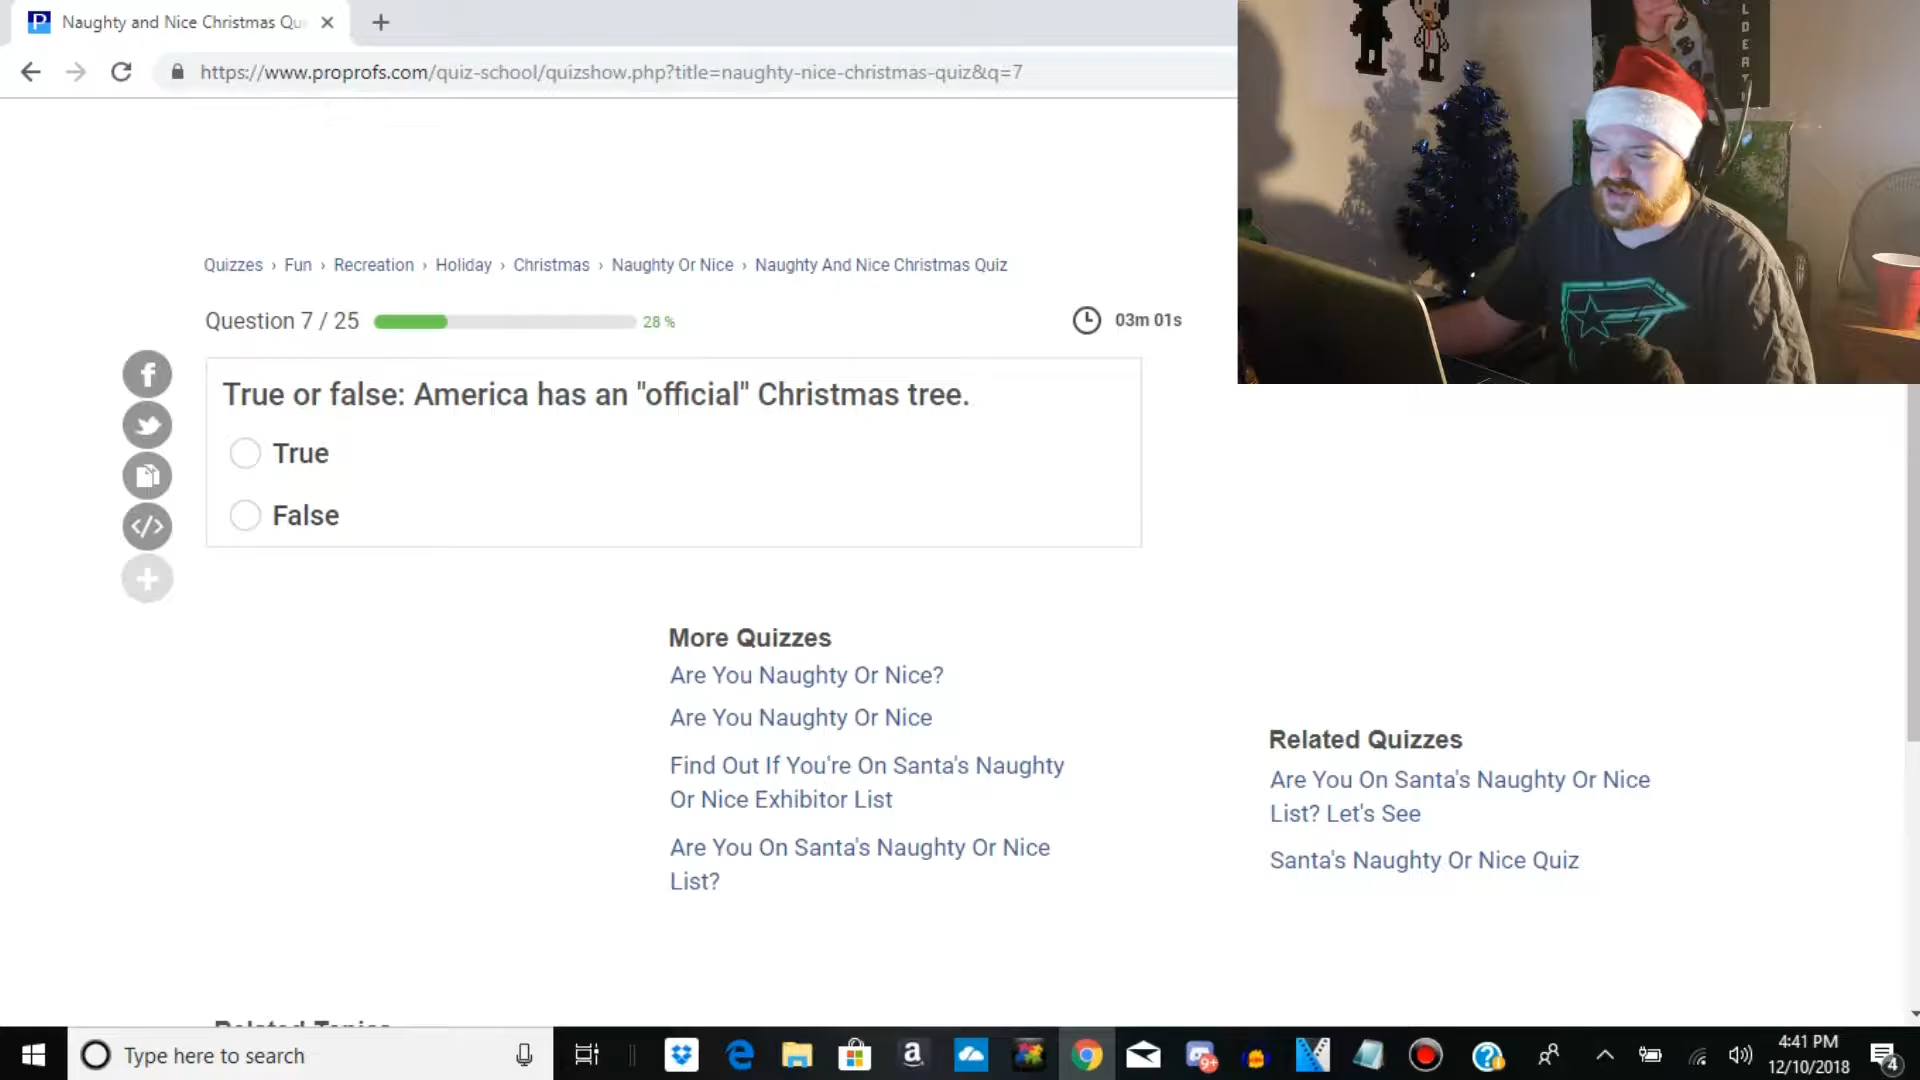 Naughty and Nice Christmas Qu
https://www.proprofs.com/quiz-school/quizshow.php?title=naughty-nice-christmas-quiz&q=7
Quizzes › Fun › Recreation › Holiday › Christmas › Naughty Or Nice › Naughty And Nice Christmas Quiz
Question 7 / 25 28 % 03m 01s
True or false: America has an "official" Christmas tree.
True
False
More Quizzes
Are You Naughty Or Nice?
Are You Naughty Or Nice
Find Out If You're On Santa's Naughty
Or Nice Exhibitor List
Are You On Santa's Naughty Or Nice
List?
Related Quizzes
Are You On Santa's Naughty Or Nice
List? Let's See
Santa's Naughty Or Nice Quiz
Related Topics
Type here to search
9+
4:41 PM
12/10/2018
4